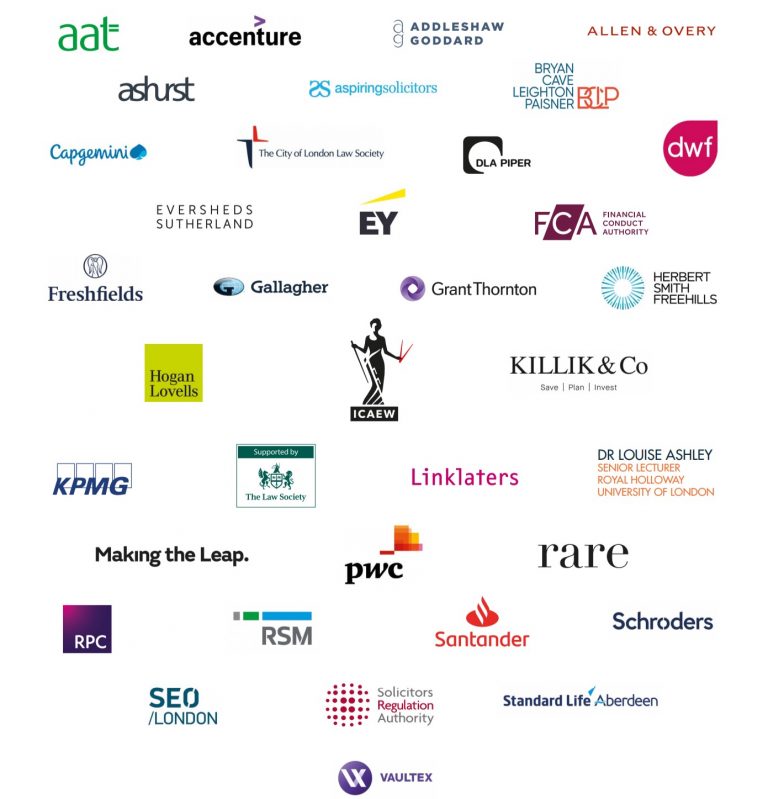 aat
accenture
ag ADDLESHAW
GODDARD
ALLEN & OVERY
ashurst
aspiringsolicitors
BRYAN
CAVE
LEIGHTON
PAISNER BCLP
Capgemini
The City of London Law Society
DLA PIPER
dwf
EVERSHEDS
SUTHERLAND
EY
FCA FINANCIAL
CONDUCT
AUTHORITY
Freshfields
G Gallagher
GrantThornton
HERBERT
SMITH
FREEHILLS
Hogan
Lovells
ICAEW
KILLIK & Co
Save | Plan | Invest
KPMG
Supported by
The Law Society
Linklaters
DR LOUISE ASHLEY
SENIOR LECTURER
ROYAL HOLLOWAY
UNIVERSITY OF LONDON
Making the Leap.
pwc
rare
RPC
RSM
Santander
Schroders
SEO
/LONDON
Solicitors
Regulation
Authority
Standard Life Aberdeen
VX VAULTEX